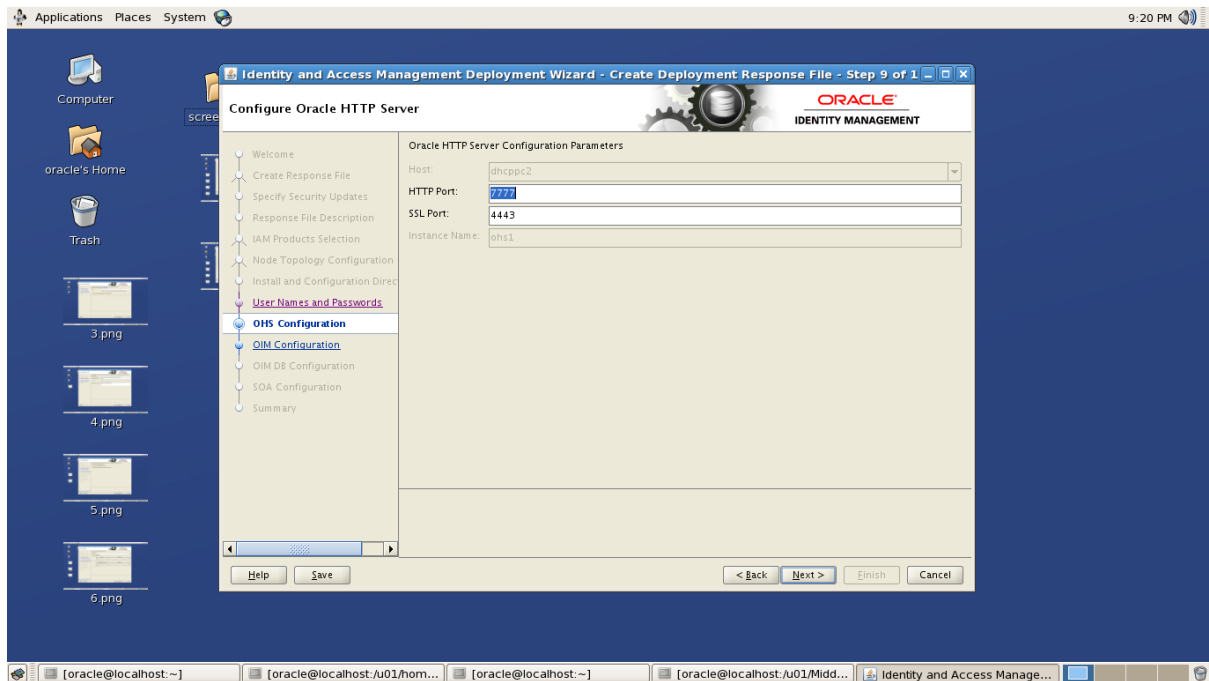 Applications Places System
9:20 PM
Computer
oracle's Home
Trash
3.png
4.png
5.png
6.png
scree
Identity and Access Management Deployment Wizard - Create Deployment Response File - Step 9 of 1
Configure Oracle HTTP Server
ORACLE
IDENTITY MANAGEMENT
Welcome
Create Response File
Specify Security Updates
Response File Description
IAM Products Selection
Node Topology Configuration
Install and Configuration Direc
User Names and Passwords
OHS Configuration
OIM Configuration
OIM DB Configuration
SOA Configuration
Summary
Oracle HTTP Server Configuration Parameters
Host: dhcppc2
HTTP Port: 7777
SSL Port: 4443
Instance Name: ohs1
Help Save < Back Next > Finish Cancel
[oracle@localhost:~] [oracle@localhost:/u01/hom... [oracle@localhost:~] [oracle@localhost:/u01/Midd... Identity and Access Manage...